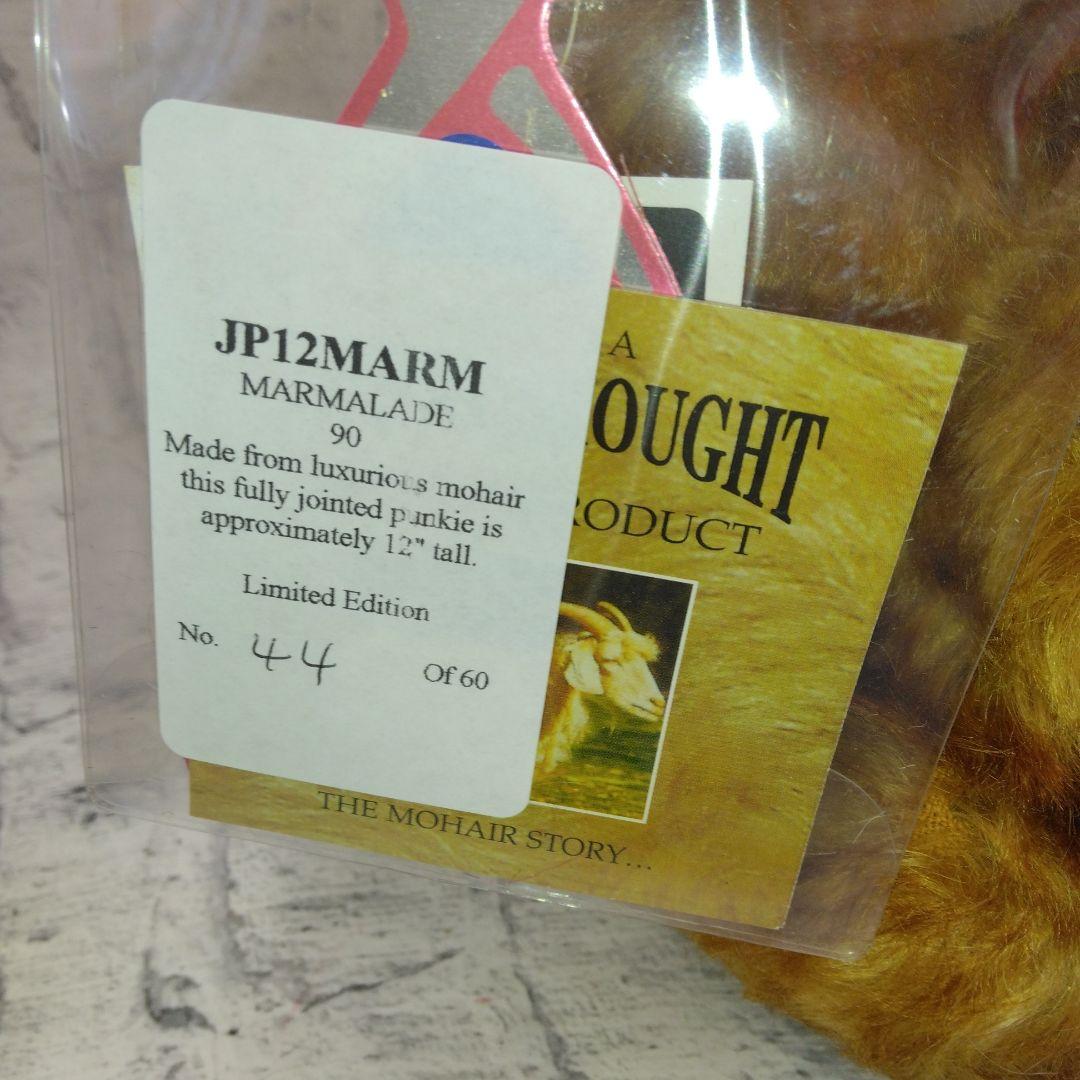 JP12MARM
MARMALADE
90
Made from luxurious mohair
this fully jointed punkie is
approximately 12" tall.
Limited Edition
No. 44 Of 60
A
OUGHT
RODUCT
THE MOHAIR STORY...